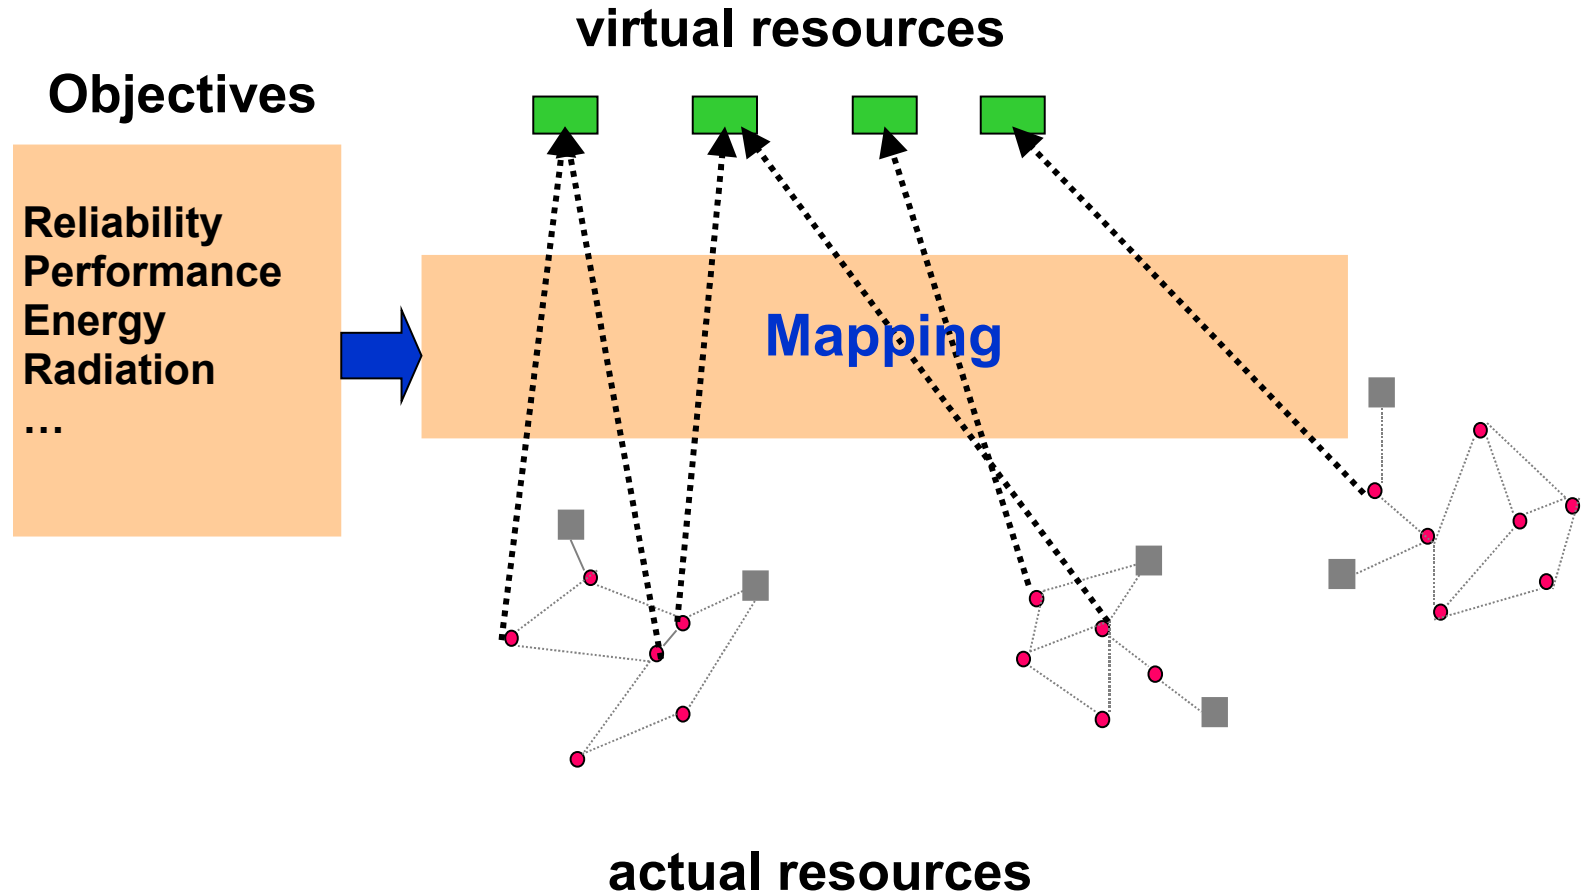 virtual resources
Objectives
Reliability
Performance
Energy
Radiation
…
Mapping
actual resources